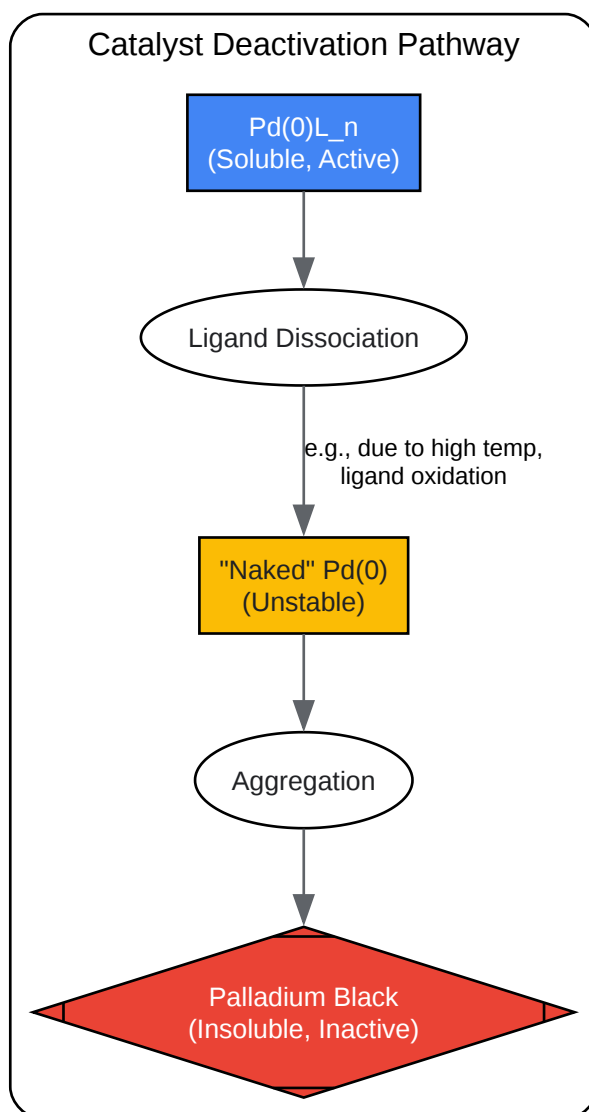 Catalyst Deactivation Pathway
Pd(0)L_n
(Soluble, Active)
Ligand Dissociation
e.g., due to high temp,
ligand oxidation
"Naked" Pd(0)
(Unstable)
Aggregation
Palladium Black
(Insoluble, Inactive)